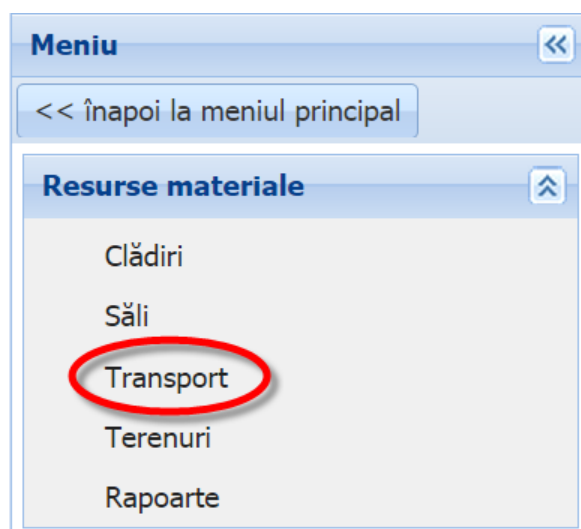 Meniu
<< înapoi la meniul principal
Resurse materiale
Clădiri
Săli
Transport
Terenuri
Rapoarte